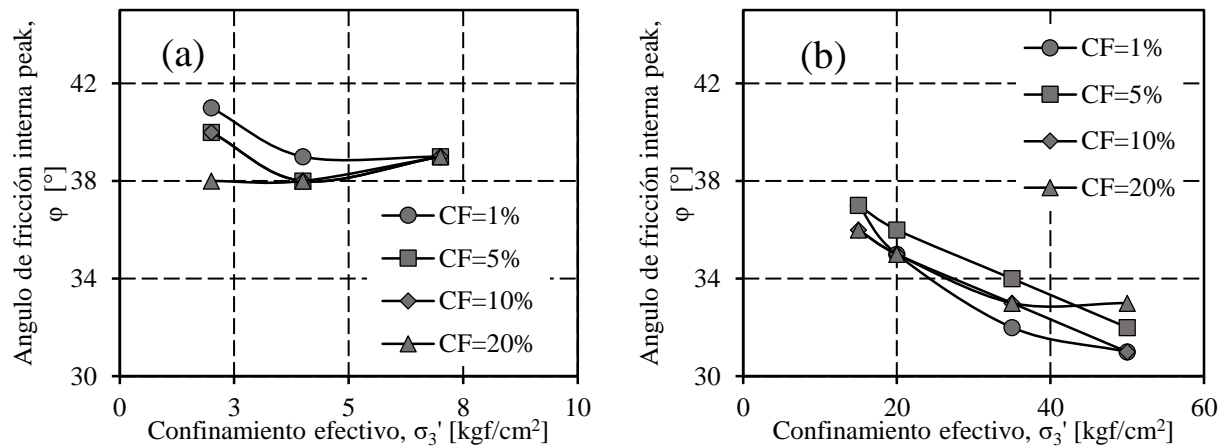 Angulo de fricción interna peak,
φ [°]
42
38
34
30
(a)
CF=1%
CF=5%
CF=10%
CF=20%
0 3 5 8 10
Confinamiento efectivo, σ3' [kgf/cm²]
Angulo de fricción interna peak,
φ [°]
42
38
34
30
(b)
CF=1%
CF=5%
CF=10%
CF=20%
0 20 40 60
Confinamiento efectivo, σ3' [kgf/cm²]